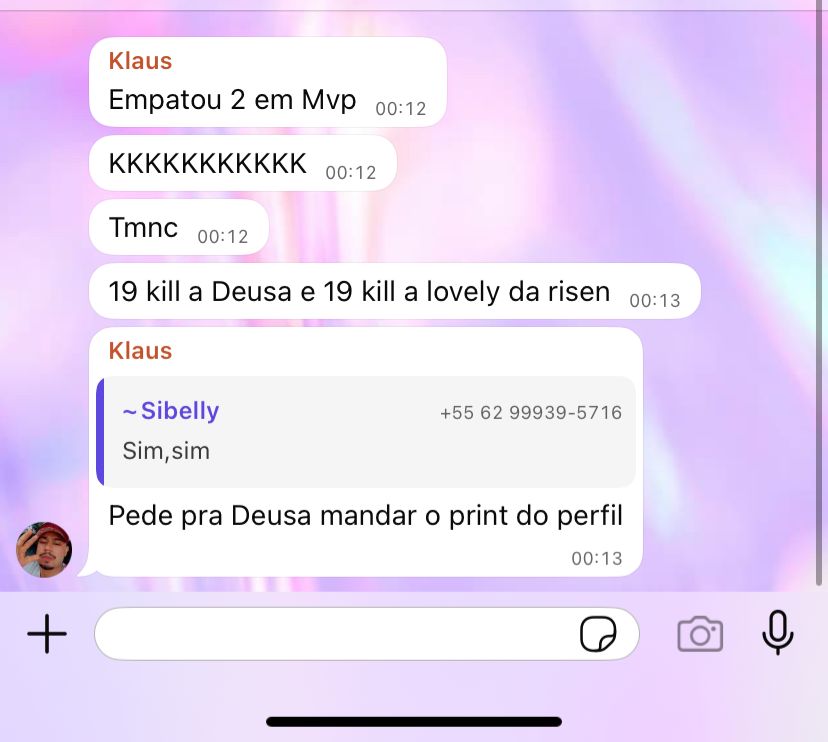 Klaus
Empatou 2 em Mvp 00:12
KKKKKKKKKKK 00:12
Tmnc 00:12
19 kill a Deusa e 19 kill a lovely da risen 00:13
Klaus
~ Sibelly +55 62 99939-5716
Sim,sim
Pede pra Deusa mandar o print do perfil
00:13